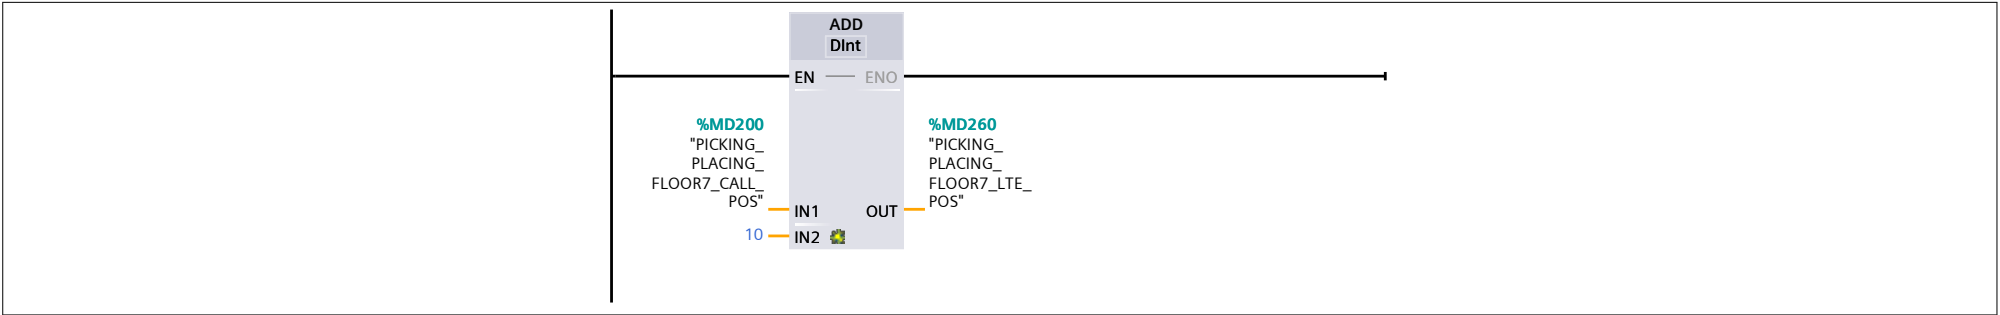 ADD
DInt
EN
ENO
%MD200
"PICKING_
PLACING_
FLOOR7_CALL_
POS"
IN1
10
IN2
%MD260
"PICKING_
PLACING_
FLOOR7_LTE_
POS"
OUT